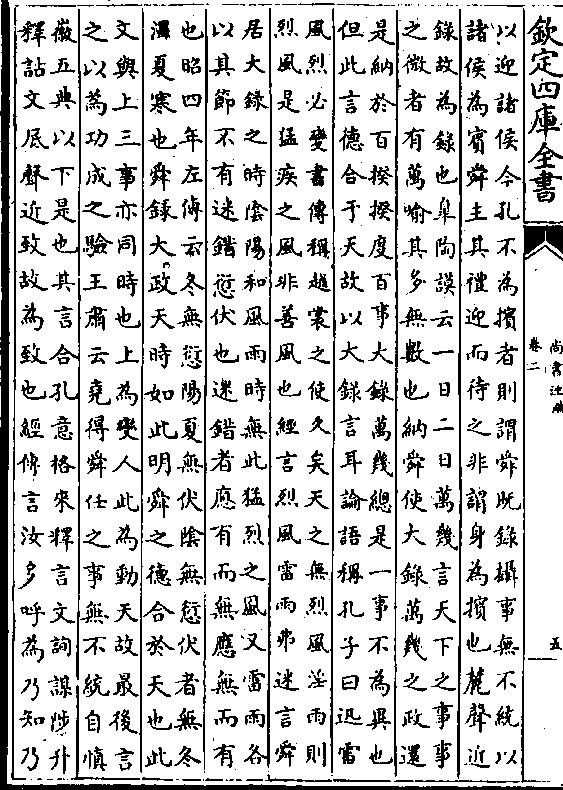 欽定四庫全書
尚書注疏
卷二
五
以迎諸侯今孔不為擯者則謂舜既錄攝事無不統以
諸侯為賓舜主其禮迎而待之非謂身為擯也麓聲近
錄故為錄也臯陶謨云一日二日萬幾言天下之事事
之微者有萬喻其多無數也納舜使大錄萬幾之政還
是納於百揆揆度百事大錄萬幾總是一事不為異也
但此言德合于天故以大錄言耳論語稱孔子曰迅雷
風烈必變書傳稱越裳之使久矣天之無烈風淫雨則
烈風是猛疾之風非善風也經言烈風雷雨弗迷言舜
居大錄之時陰陽和風雨時無此猛烈之風又雷雨各
以其節不有迷錯愆伏也迷錯者應有而無應無而有
也昭四年左傳云冬無愆陽夏無伏陰無愆伏者無冬
溫夏寒也舜錄大政天時如此明舜之德合於天也此
文與上三事亦同時也上為變人此為動天故最後言
之以為功成之驗王肅云堯得舜任之事無不統自慎
徽五典以下是也其言合孔意格來釋言文詢謀陟升
釋詁文厎聲近致故為致也經傳言汝多呼為乃知乃